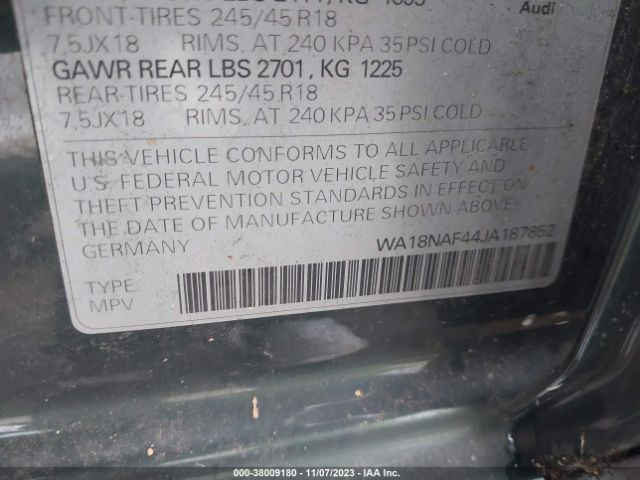 Audi
FRONT-TIRES 245/45 R18
7,5JX18 RIMS, AT 240 KPA 35 PSI COLD
GAWR REAR LBS 2701, KG 1225
REAR-TIRES 245/45 R18
7,5JX18 RIMS, AT 240 KPA 35 PSI COLD
THIS VEHICLE CONFORMS TO ALL APPLICABLE
U.S. FEDERAL MOTOR VEHICLE SAFETY AND
THEFT PREVENTION STANDARDS IN EFFECT ON
THE DATE OF MANUFACTURE SHOWN ABOVE.
GERMANY WA18NAF44JA187852
TYPE:
MPV
000-38009180 - 11/07/2023 - IAA Inc.